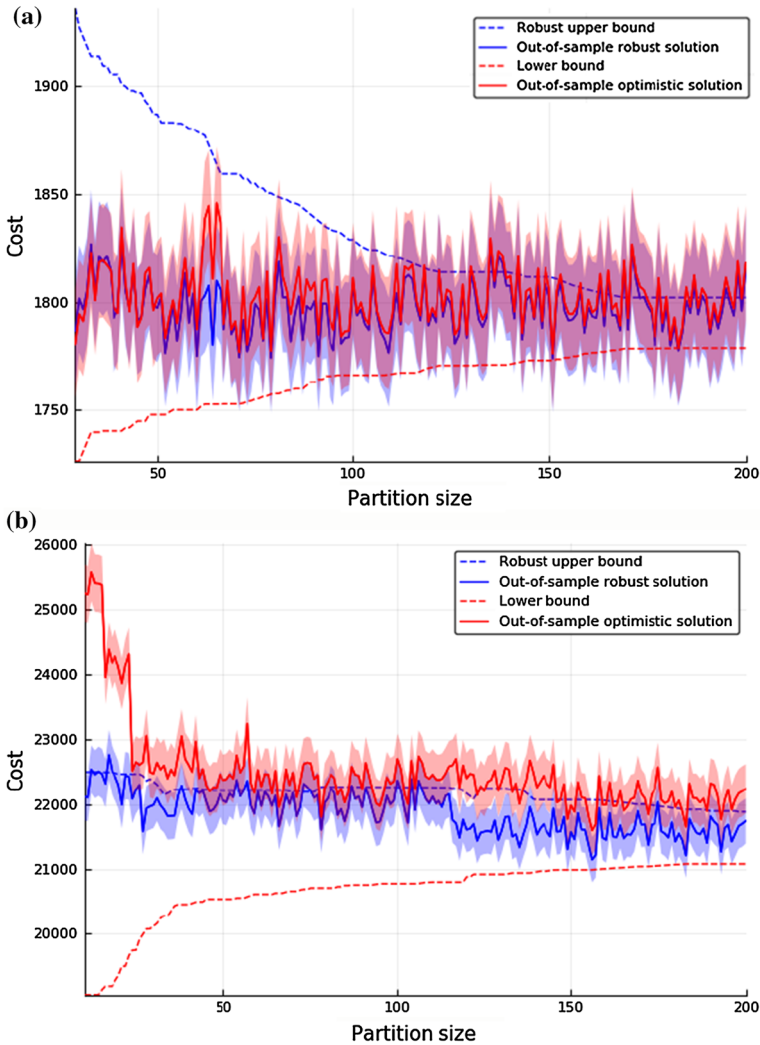 (a)
Robust upper bound
Out-of-sample robust solution
Lower bound
Out-of-sample optimistic solution
1900
1850
1800
1750
Cost
50
100
150
200
Partition size
(b)
26000
Robust upper bound
Out-of-sample robust solution
Lower bound
Out-of-sample optimistic solution
25000
24000
23000
22000
21000
20000
Cost
50
100
150
200
Partition size